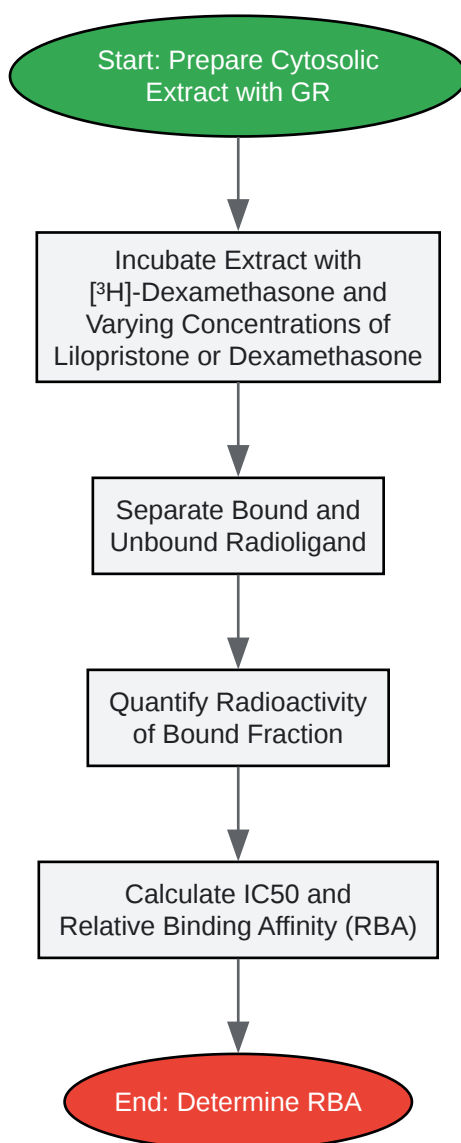 Start: Prepare Cytosolic
Extract with GR
Incubate Extract with
[³H]-Dexamethasone and
Varying Concentrations of
Lilopristone or Dexamethasone
Separate Bound and
Unbound Radioligand
Quantify Radioactivity
of Bound Fraction
Calculate IC50 and
Relative Binding Affinity (RBA)
End: Determine RBA